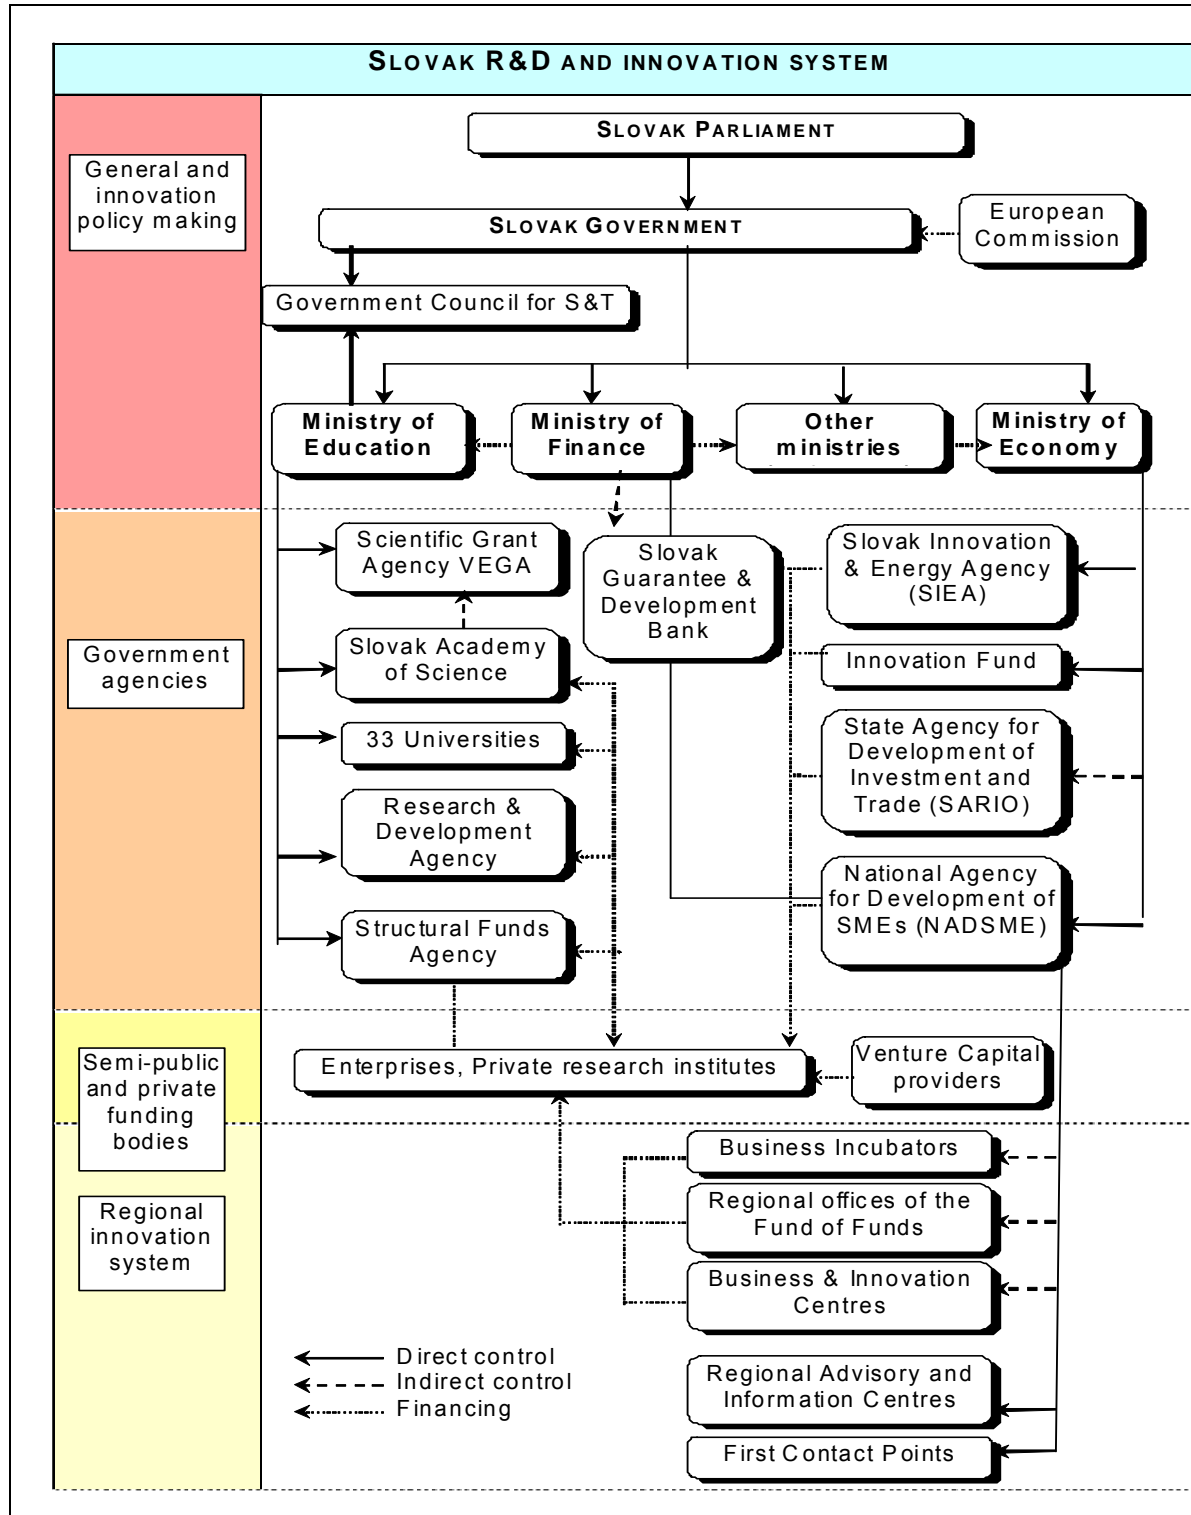 SLOVAK R&D AND INNOVATION SYSTEM
General and
innovation
policy making
SLOVAK PARLIAMENT
SLOVAK GOVERNMENT
European
Commission
Government Council for S&T
Ministry of
Education
Ministry of
Finance
Other
ministries
Ministry of
Economy
Government
agencies
Scientific Grant
Agency VEGA
Slovak Academy
of Science
33 Universities
Research &
Development
Agency
Structural Funds
Agency
Slovak
Guarantee &
Development
Bank
Slovak Innovation
& Energy Agency
(SIEA)
Innovation Fund
State Agency for
Development of
Investment and
Trade (SARIO)
National Agency
for Development of
SMEs (NADSME)
Semi-public
and private
funding
bodies
Enterprises, Private research institutes
Venture Capital
providers
Regional
innovation
system
Business Incubators
Regional offices of the
Fund of Funds
Business & Innovation
Centres
Regional Advisory and
Information Centres
First Contact Points
Direct control
Indirect control
Financing